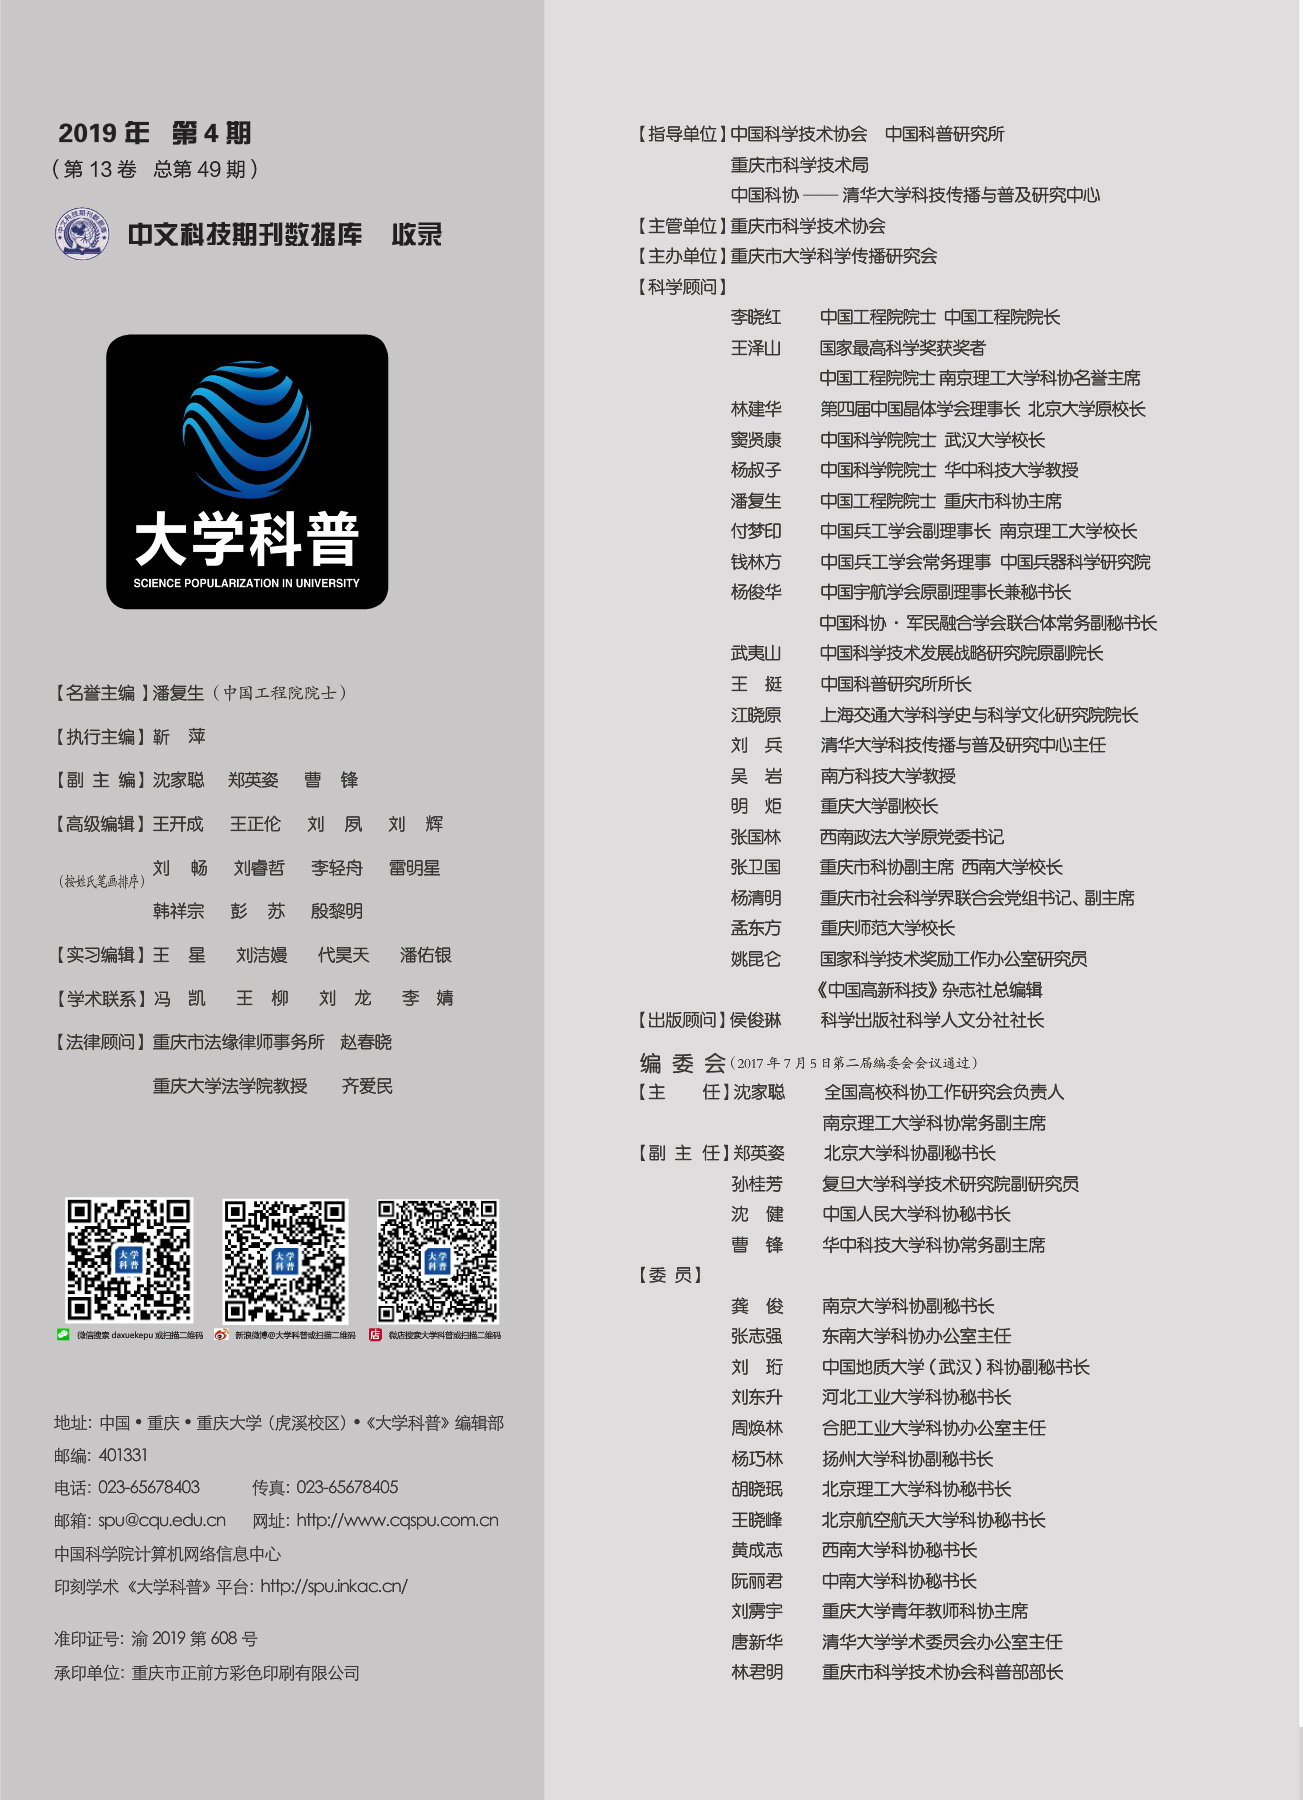 2019 年 第 4 期
（第 13 卷 总第 49 期）
中文科技期刊数据库 收录
大学科普
SCIENCE POPULARIZATION IN UNIVERSITY
【名誉主编】潘复生（中国工程院院士）
【执行主编】靳 萍
【副 主 编】沈家聪 郑英姿 曹 锋
【高级编辑】王开成 王正伦 刘 夙 刘 辉
（按姓氏笔画排序）刘 畅 刘睿哲 李轻舟 雷明星
韩祥宗 彭 苏 殷黎明
【实习编辑】王 星 刘洁嫚 代昊天 潘佑银
【学术联系】冯 凯 王 柳 刘 龙 李 婧
【法律顾问】重庆市法缘律师事务所 赵春晓
重庆大学法学院教授 齐爱民
大学科普
大学科普
大学科普
微信搜索 daxuekepu 或扫描二维码
新浪微博@大学科普或扫描二维码
店 微店搜索大学科普或扫描二维码
地址：中国·重庆·重庆大学（虎溪校区）·《大学科普》编辑部
邮编：401331
电话：023-65678403 传真：023-65678405
邮箱：spu@cqu.edu.cn 网址：http://www.cqspu.com.cn
中国科学院计算机网络信息中心
印刻学术《大学科普》平台：http://spu.inkac.cn/
准印证号：渝 2019 第 608 号
承印单位：重庆市正前方彩色印刷有限公司
【指导单位】中国科学技术协会 中国科普研究所
重庆市科学技术局
中国科协 —— 清华大学科技传播与普及研究中心
【主管单位】重庆市科学技术协会
【主办单位】重庆市大学科学传播研究会
【科学顾问】
李晓红 中国工程院院士 中国工程院院长
王泽山 国家最高科学奖获奖者
中国工程院院士 南京理工大学科协名誉主席
林建华 第四届中国晶体学会理事长 北京大学原校长
窦贤康 中国科学院院士 武汉大学校长
杨叔子 中国科学院院士 华中科技大学教授
潘复生 中国工程院院士 重庆市科协主席
付梦印 中国兵工学会副理事长 南京理工大学校长
钱林方 中国兵工学会常务理事 中国兵器科学研究院
杨俊华 中国宇航学会原副理事长兼秘书长
中国科协·军民融合学会联合体常务副秘书长
武夷山 中国科学技术发展战略研究院原副院长
王 挺 中国科普研究所所长
江晓原 上海交通大学科学史与科学文化研究院院长
刘 兵 清华大学科技传播与普及研究中心主任
吴 岩 南方科技大学教授
明 炬 重庆大学副校长
张国林 西南政法大学原党委书记
张卫国 重庆市科协副主席 西南大学校长
杨清明 重庆市社会科学界联合会党组书记、副主席
孟东方 重庆师范大学校长
姚昆仑 国家科学技术奖励工作办公室研究员
《中国高新科技》杂志社总编辑
【出版顾问】侯俊琳 科学出版社科学人文分社社长
编 委 会（2017 年 7 月 5 日第二届编委会会议通过）
【主 任】沈家聪 全国高校科协工作研究会负责人
南京理工大学科协常务副主席
【副 主 任】郑英姿 北京大学科协副秘书长
孙桂芳 复旦大学科学技术研究院副研究员
沈 健 中国人民大学科协秘书长
曹 锋 华中科技大学科协常务副主席
【委 员】
龚 俊 南京大学科协副秘书长
张志强 东南大学科协办公室主任
刘 珩 中国地质大学（武汉）科协副秘书长
刘东升 河北工业大学科协秘书长
周焕林 合肥工业大学科协办公室主任
杨巧林 扬州大学科协副秘书长
胡晓珉 北京理工大学科协秘书长
王晓峰 北京航空航天大学科协秘书长
黄成志 西南大学科协秘书长
阮丽君 中南大学科协秘书长
刘雳宇 重庆大学青年教师科协主席
唐新华 清华大学学术委员会办公室主任
林君明 重庆市科学技术协会科普部部长